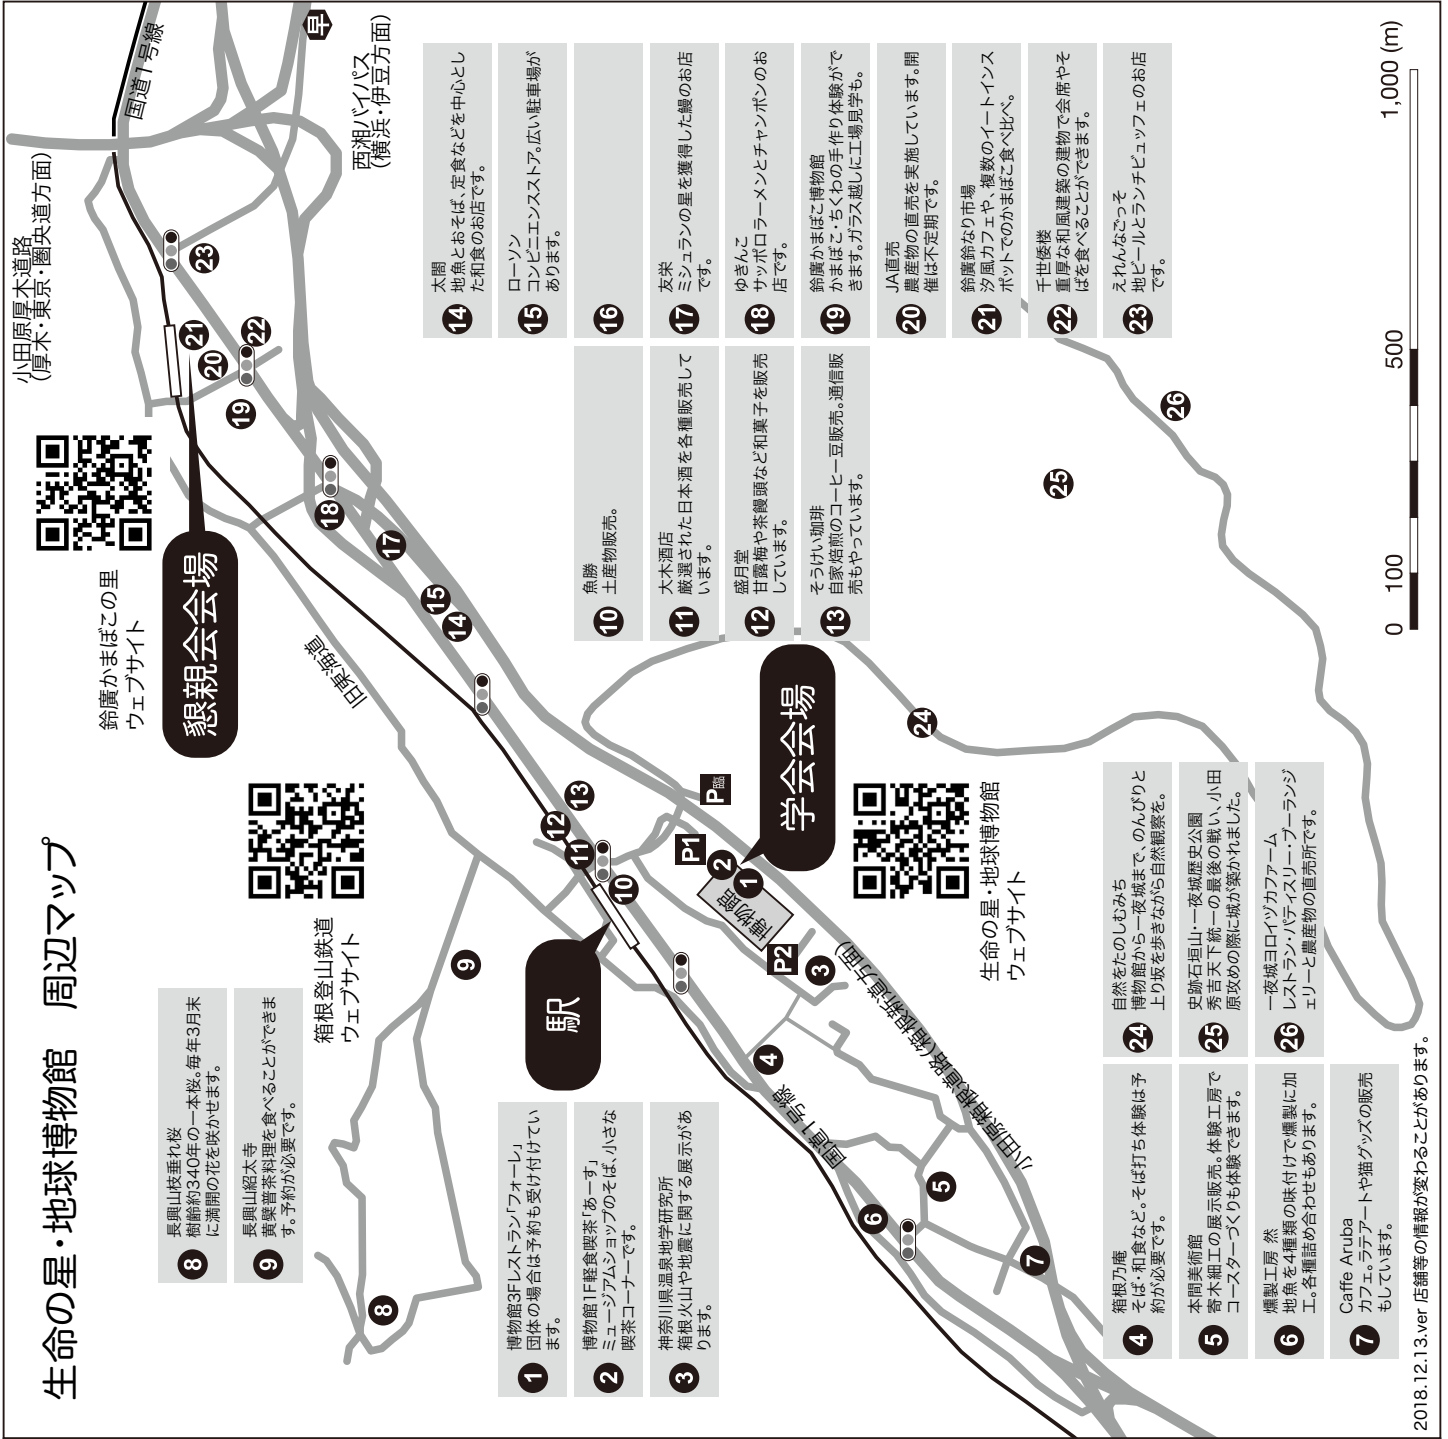 生命の星・地球博物館　周辺マップ
8
長興山枝垂れ桜
樹齢約340年の一本桜。毎年3月末
に満開の花を咲かせます。
9
長興山紹太寺
黄檗普茶料理を食べることができま
す。予約が必要です。
箱根登山鉄道
ウェブサイト
鈴廣かまぼこの里
ウェブサイト
懇親会会場
小田原厚木道路
(厚木・東京・圏央道方面)
国道1号線
早
西湘バイパス
(横浜・伊豆方面)
旧東海道
駅
学会会場
博物館
P1
P2
P臨
国道1号線
小田原箱根道路(箱根新道方面)
生命の星・地球博物館
ウェブサイト
1
博物館3Fレストラン「フォーレ」
団体の場合は予約も受け付けてい
ます。
2
博物館1F軽食喫茶「あーす」
ミュージアムショップのそば、小さな
喫茶コーナーです。
3
神奈川県温泉地学研究所
箱根火山や地震に関する展示があ
ります。
4
箱根乃庵
そば・和食など。そば打ち体験は予
約が必要です。
5
本間美術館
寄木細工の展示販売。体験工房で
コースターづくりも体験できます。
6
燻製工房 然
地魚を4種類の味付けで燻製に加
工。各種詰め合わせもあります。
7
Caffe Aruba
カフェ。ラテアートや猫グッズの販売
もしています。
10
魚勝
土産物販売。
11
大木酒店
厳選された日本酒を各種販売して
います。
12
盛月堂
甘露梅や茶饅頭など和菓子を販売
しています。
13
そうけい珈琲
自家焙煎のコーヒー豆販売。通信販
売もやっています。
14
太閤
地魚とおそば、定食などを中心とし
た和食のお店です。
15
ローソン
コンビニエンスストア。広い駐車場が
あります。
16
17
友栄
ミシュランの星を獲得した鰻のお店
です。
18
ゆきんこ
サッポロラーメンとチャンポンのお
店です。
19
鈴廣かまぼこ博物館
かまぼこ・ちくわの手作り体験がで
きます。ガラス越しに工場見学も。
20
JA直売
農産物の直売を実施しています。開
催は不定期です。
21
鈴廣鈴なり市場
汐風カフェや、複数のイートインス
ポットでのかまぼこ食べ比べ。
22
千世倭楼
重厚な和風建築の建物で会席やそ
ばを食べることができます。
23
えれんなごっそ
地ビールとランチビュッフェのお店
です。
24
自然をたのしむみち
博物館から一夜城まで、のんびりと
上り坂を歩きながら自然観察を。
25
史跡石垣山・一夜城歴史公園
秀吉天下統一の最後の戦い、小田
原攻めの際に城が築かれました。
26
一夜城ヨロイヅカファーム
レストラン・パティスリー・ブーランジ
ェリーと農産物の直売所です。
8
9
23
21
20
22
19
18
17
15
14
13
12
11
10
2
1
3
4
5
6
7
24
25
26
0 100 500 1,000 (m)
2018.12.13.ver 店舗等の情報が変わることがあります。